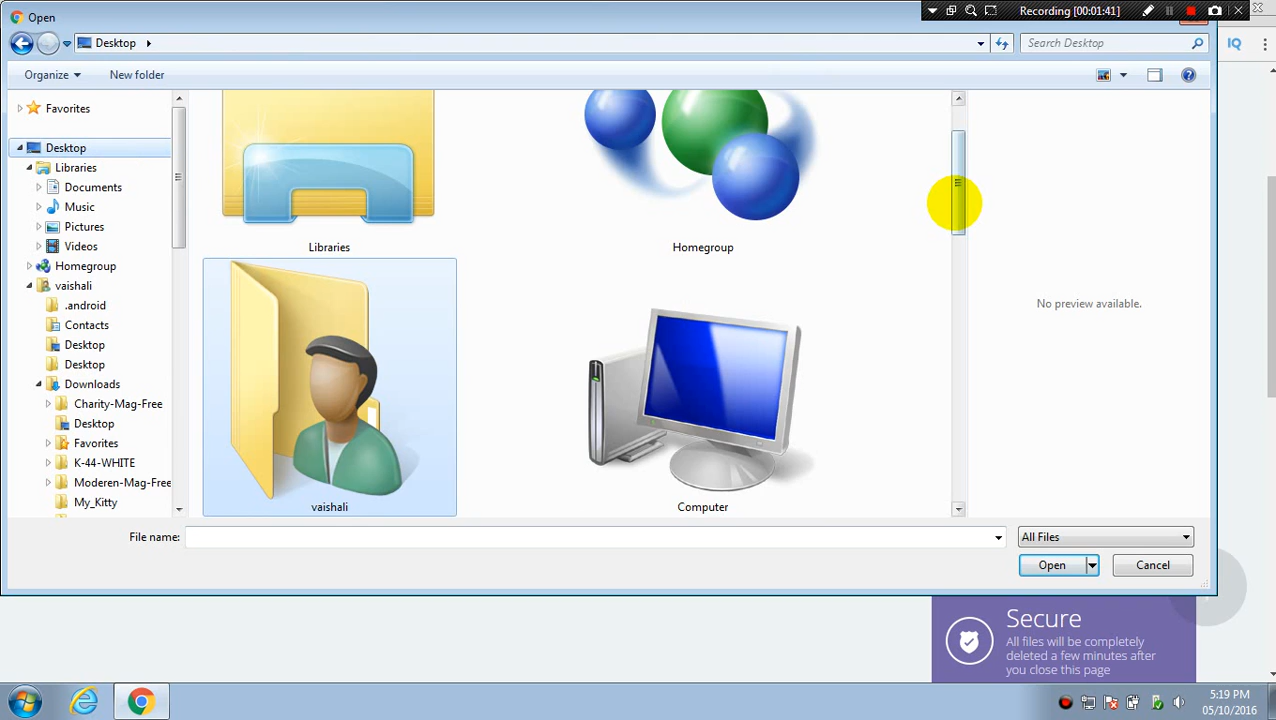 Open
Recording [00:01:41]
Desktop
Search Desktop
Organize
New folder
Favorites
Desktop
Libraries
Documents
Music
Pictures
Videos
Homegroup
vaishali
.android
Contacts
Desktop
Desktop
Downloads
Charity-Mag-Free
Desktop
Favorites
K-44-WHITE
Moderen-Mag-Free
My_Kitty
Libraries
Homegroup
vaishali
Computer
No preview available.
File name:
All Files
Open
Cancel
IQ
Secure
All files will be completely
deleted a few minutes after
you close this page
5:19 PM
05/10/2016